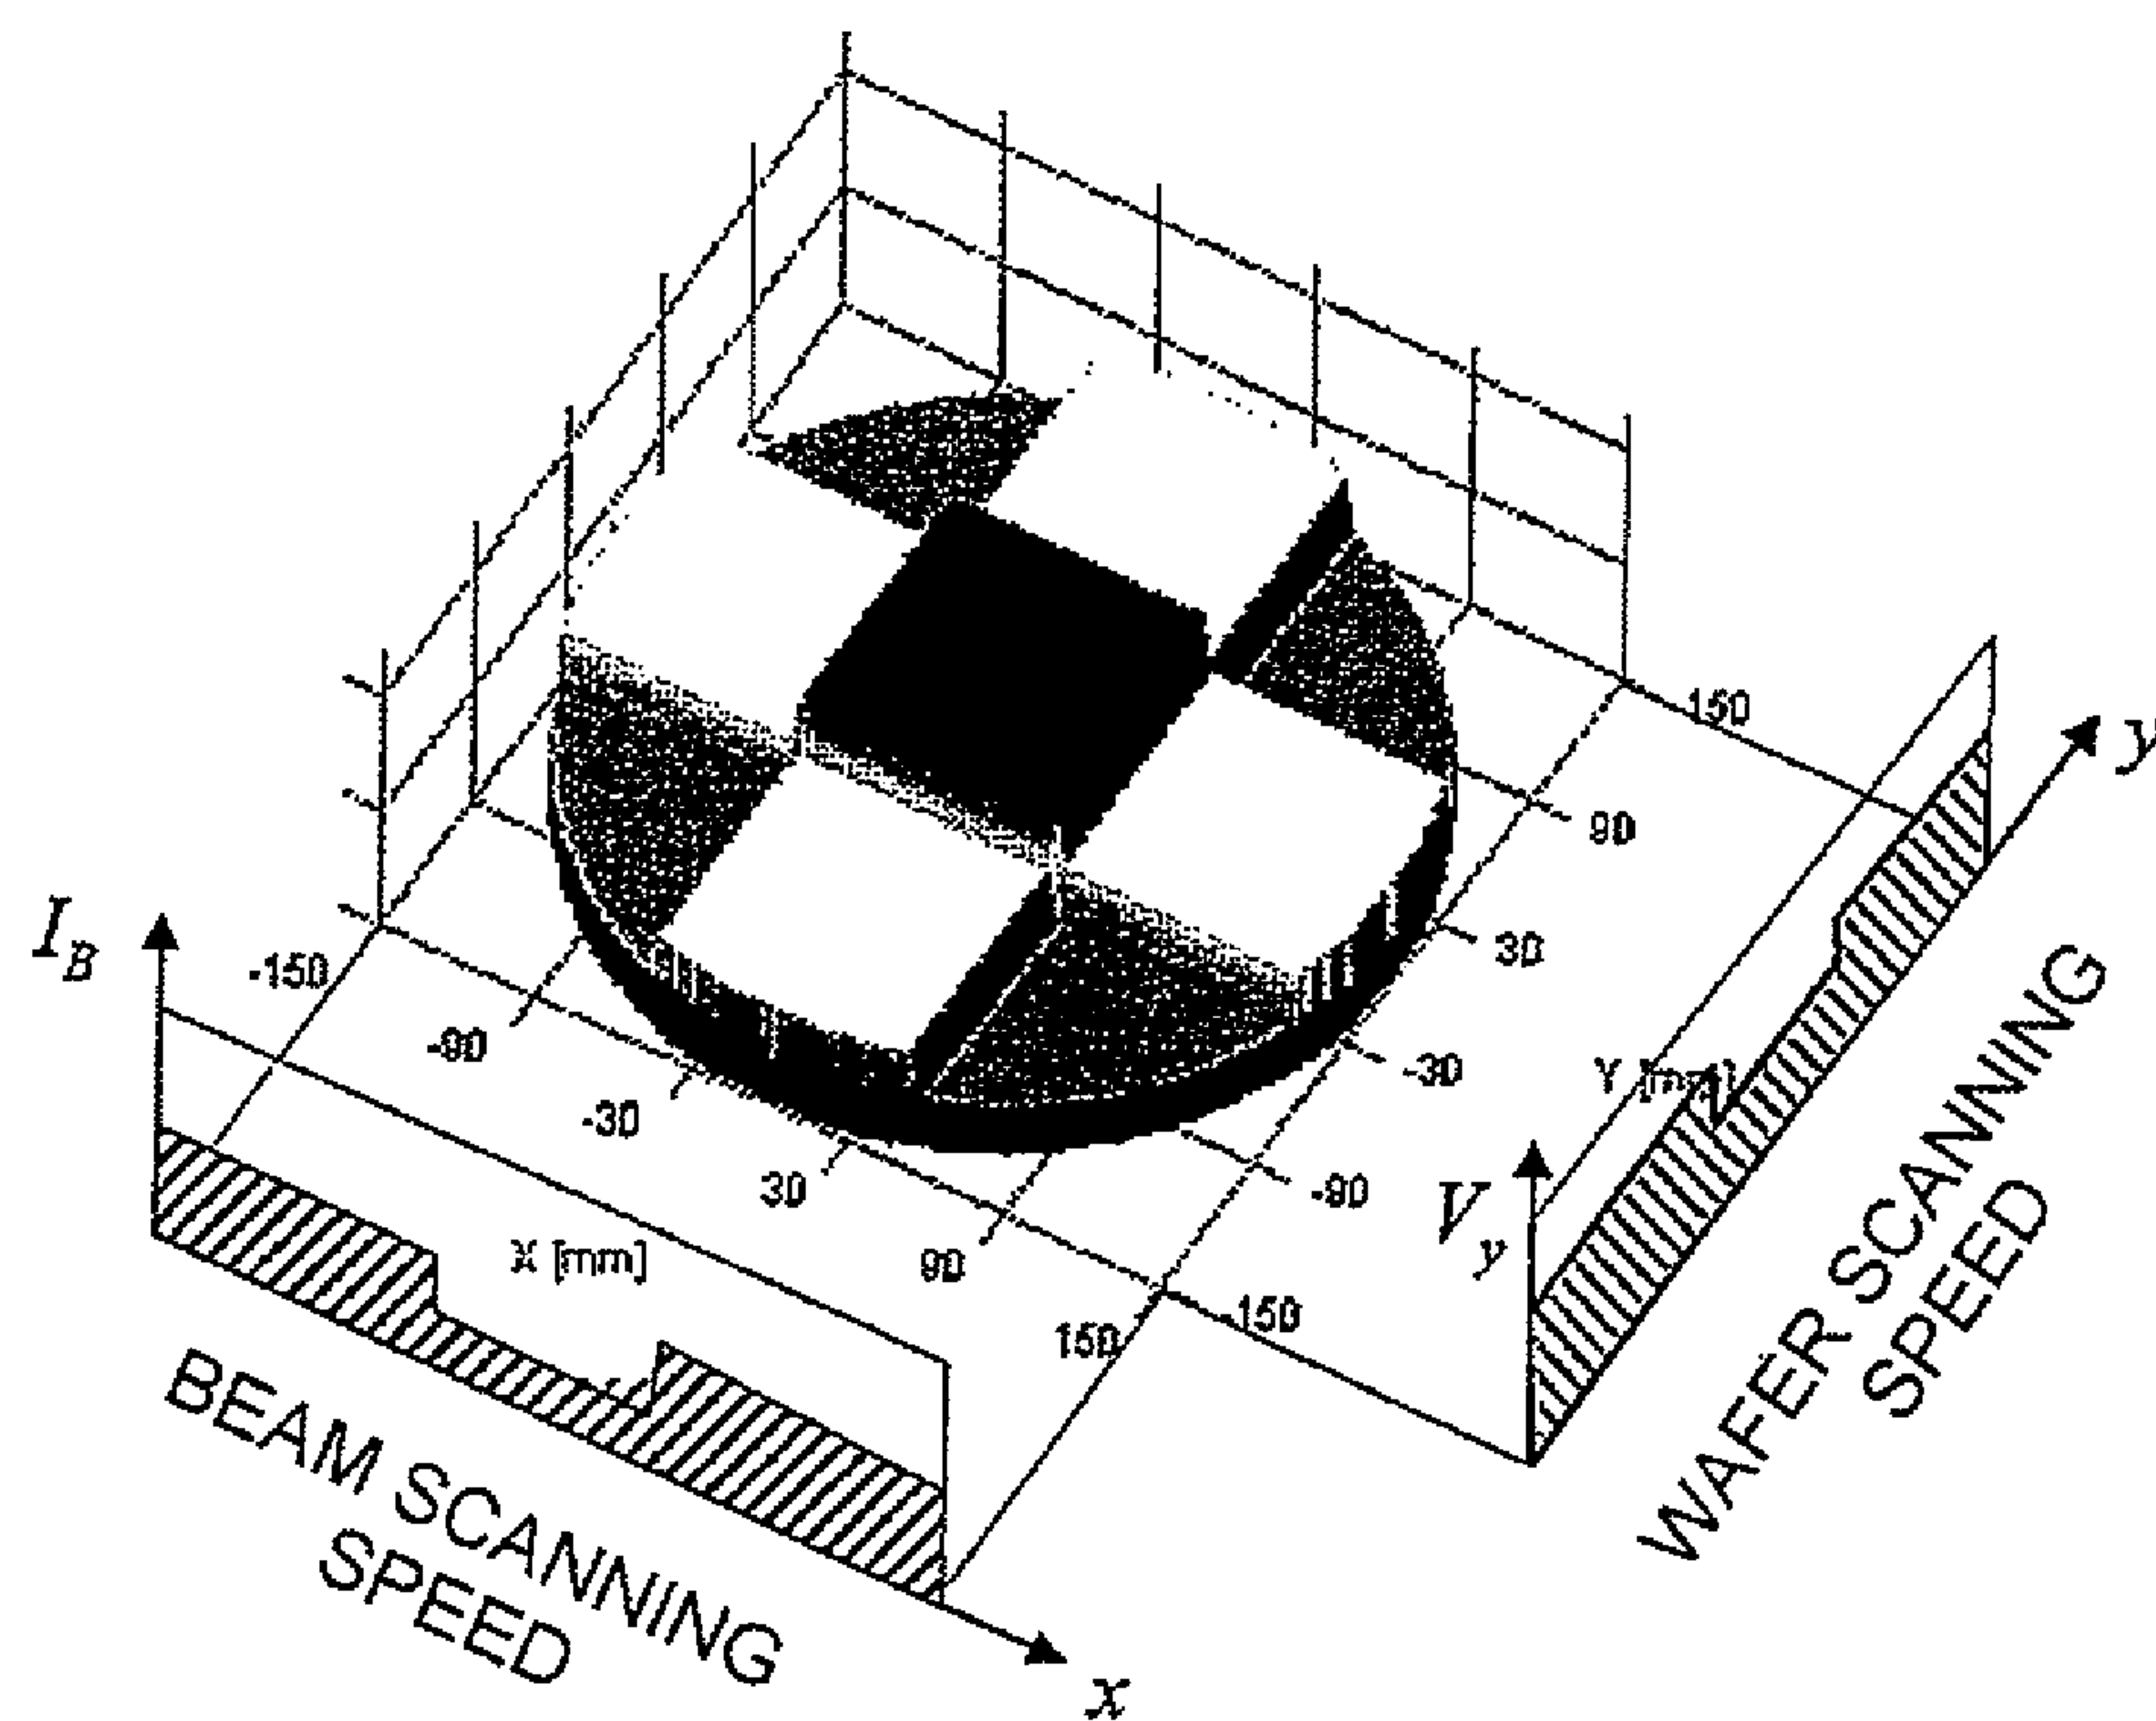 150
y
90
I_B
-150
30
-90
-30
Y [mm]
-30
30
-90
V_y
X [mm]
90
-150
150
BEAM SCANNING
SPEED
WAFER SCANNING
SPEED
x